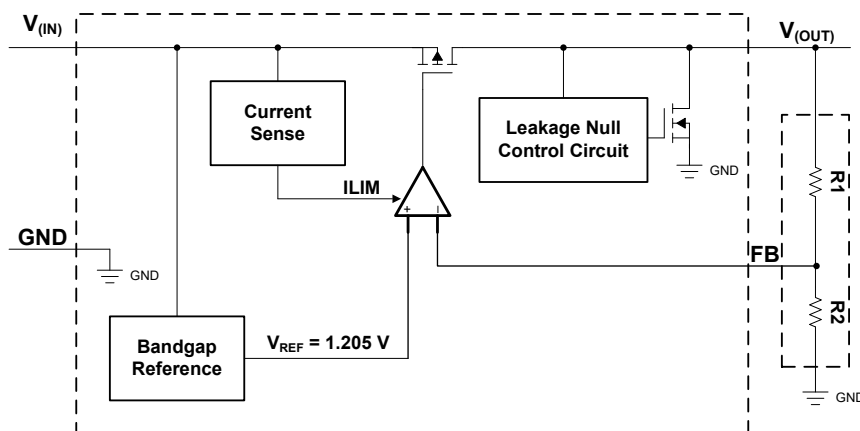 V(IN)
V(OUT)
Current
Sense
Leakage Null
Control Circuit
GND
R1
ILIM
+
–
GND
GND
FB
R2
Bandgap
Reference
VREF = 1.205 V
GND